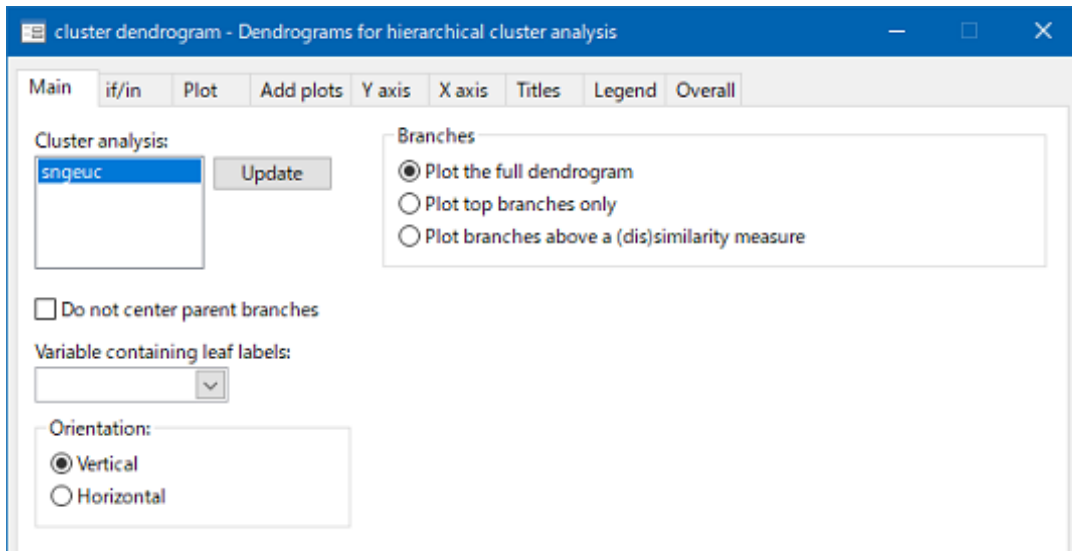 cluster dendrogram - Dendrograms for hierarchical cluster analysis
Main if/in Plot Add plots Y axis X axis Titles Legend Overall
Cluster analysis:
sngeuc
Update
Branches
Plot the full dendrogram
Plot top branches only
Plot branches above a (dis)similarity measure
Do not center parent branches
Variable containing leaf labels:
Orientation:
Vertical
Horizontal